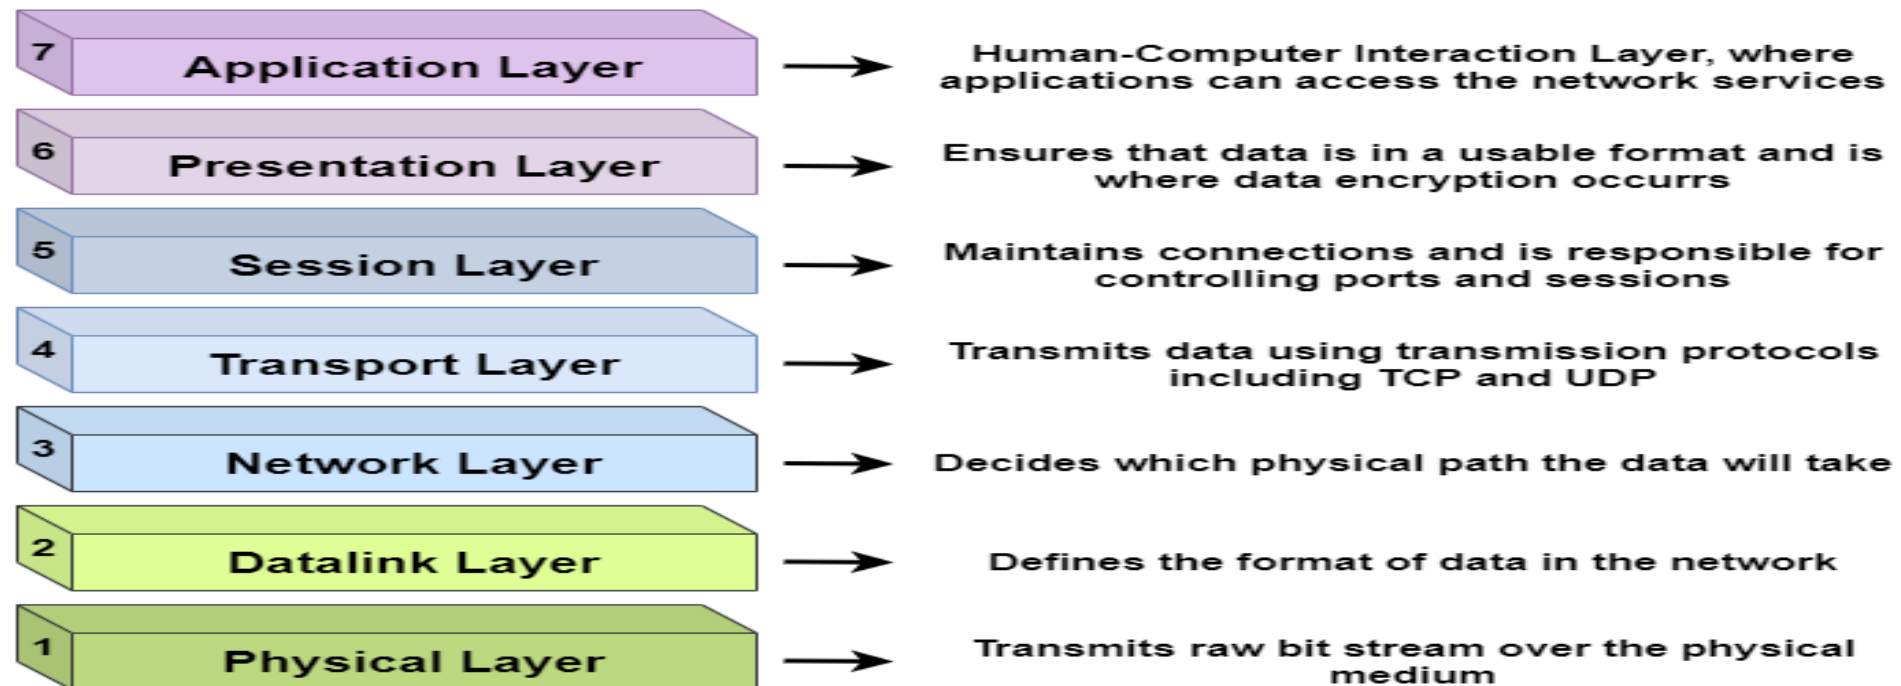 7
Application Layer
Human-Computer Interaction Layer, where
applications can access the network services
6
Presentation Layer
Ensures that data is in a usable format and is
where data encryption occurrs
5
Session Layer
Maintains connections and is responsible for
controlling ports and sessions
4
Transport Layer
Transmits data using transmission protocols
including TCP and UDP
3
Network Layer
Decides which physical path the data will take
2
Datalink Layer
Defines the format of data in the network
1
Physical Layer
Transmits raw bit stream over the physical
medium